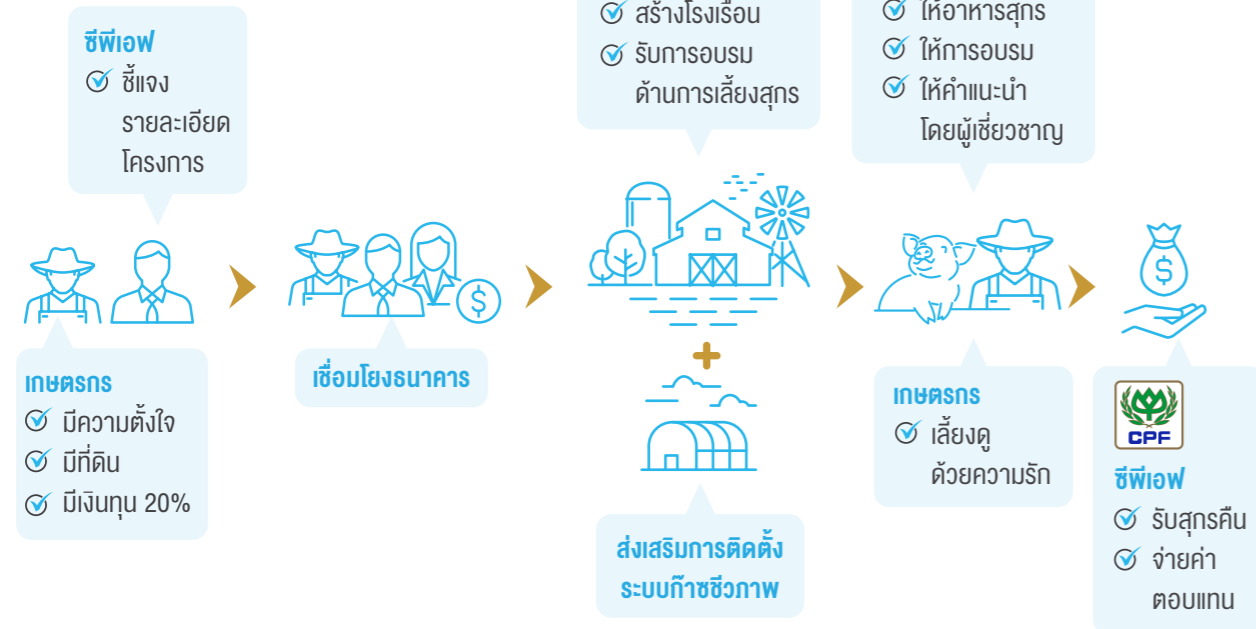 ซีพีเอฟ
ชี้แจง
รายละเอียด
โครงการ
เกษตรกร
มีความตั้งใจ
มีที่ดิน
มีเงินทุน 20%
เชื่อมโยงธนาคาร
สร้างโรงเรือน
รับการอบรม
ด้านการเลี้ยงสุกร
ส่งเสริมการติดตั้ง
ระบบก๊าซชีวภาพ
ให้อาหารสุกร
ให้การอบรม
ให้คำแนะนำ
โดยผู้เชี่ยวชาญ
เกษตรกร
เลี้ยงดู
ด้วยความรัก
CPF
ซีพีเอฟ
รับสุกรคืน
จ่ายค่า
ตอบแทน